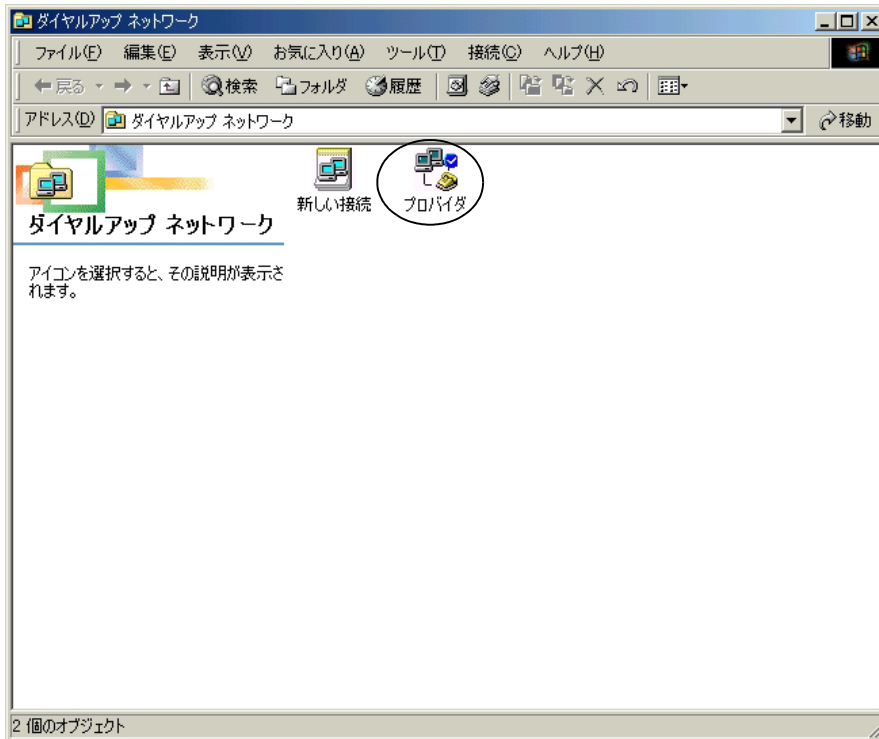 ダイヤルアップ ネットワーク
ファイル(F) 編集(E) 表示(V) お気に入り(A) ツール(T) 接続(C) ヘルプ(H)
戻る 検索 フォルダ 履歴
アドレス(D) ダイヤルアップ ネットワーク 移動
新しい接続 プロバイダ
ダイヤルアップ ネットワーク
アイコンを選択すると、その説明が表示さ
れます。
2 個のオブジェクト